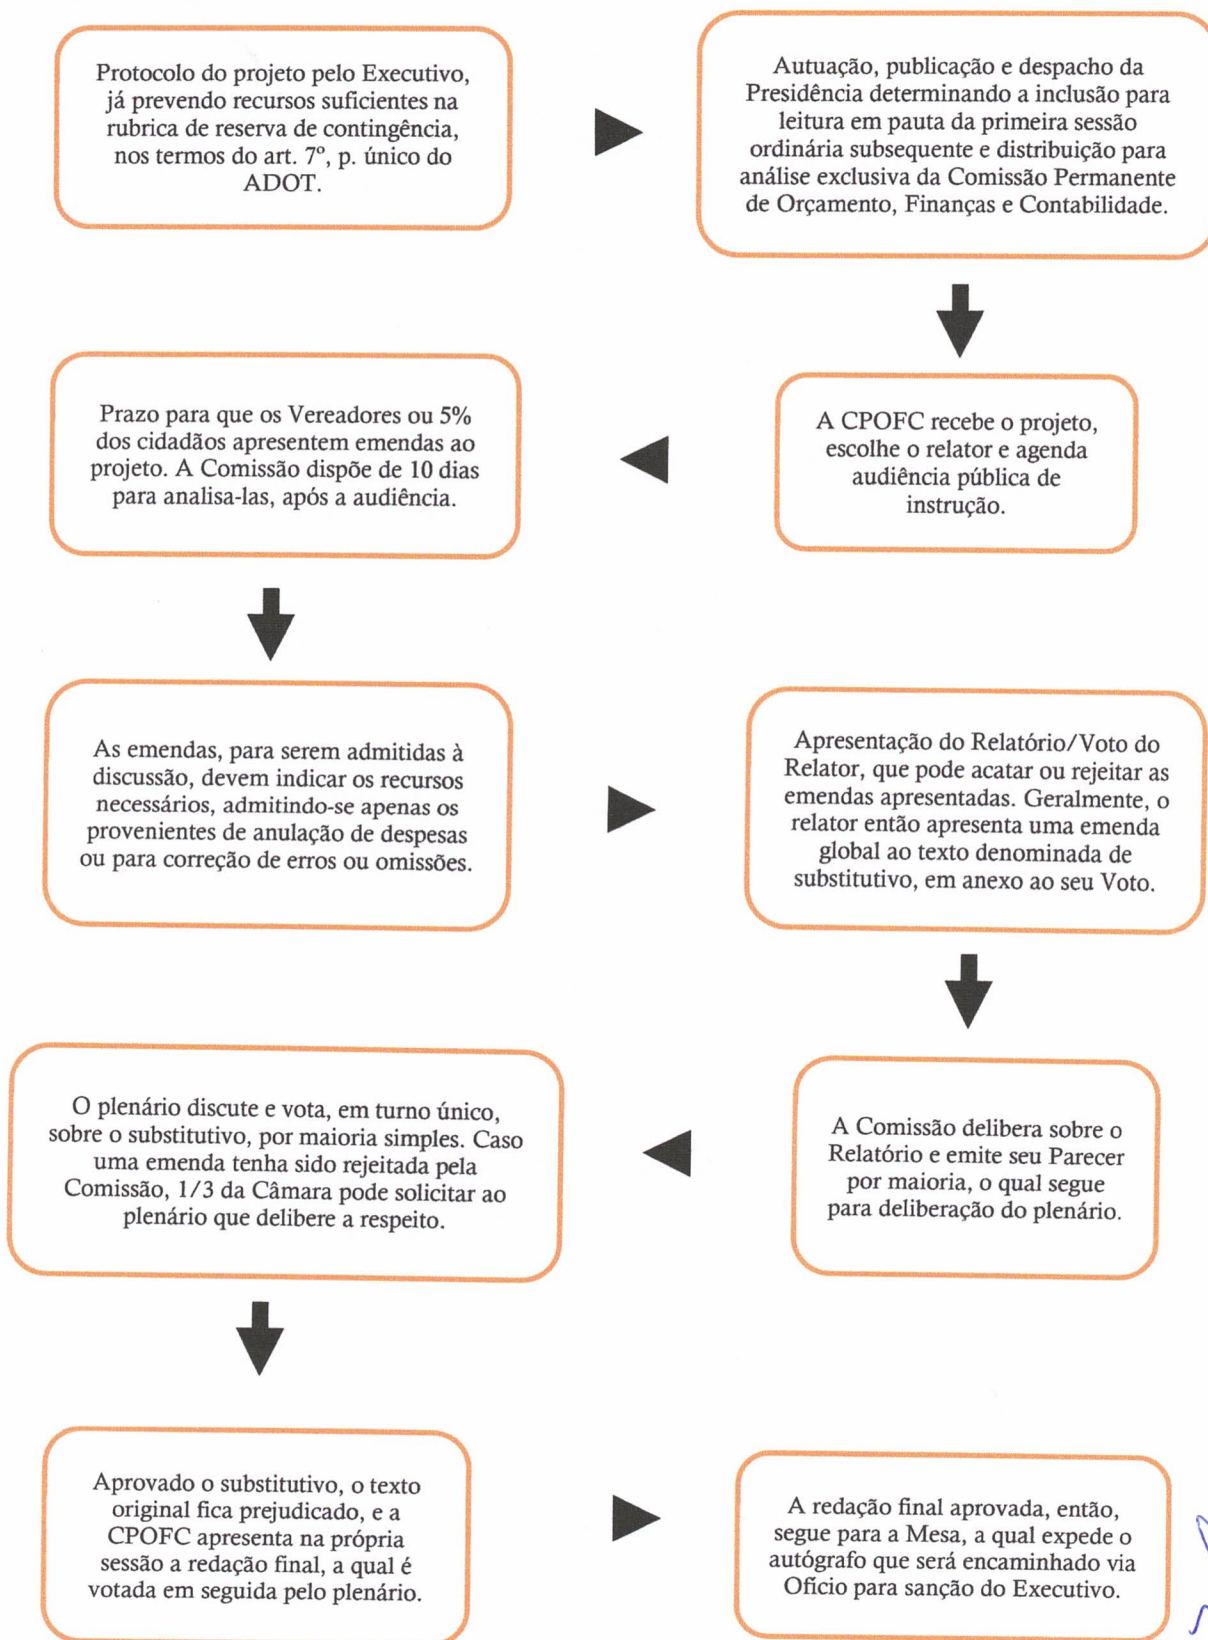 Protocolo do projeto pelo Executivo,
já prevendo recursos suficientes na
rubrica de reserva de contingência,
nos termos do art. 7º, p. único do
ADOT.
Autuação, publicação e despacho da
Presidência determinando a inclusão para
leitura em pauta da primeira sessão
ordinária subsequente e distribuição para
análise exclusiva da Comissão Permanente
de Orçamento, Finanças e Contabilidade.
A CPOFC recebe o projeto,
escolhe o relator e agenda
audiência pública de
instrução.
Prazo para que os Vereadores ou 5%
dos cidadãos apresentem emendas ao
projeto. A Comissão dispõe de 10 dias
para analisa-las, após a audiência.
As emendas, para serem admitidas à
discussão, devem indicar os recursos
necessários, admitindo-se apenas os
provenientes de anulação de despesas
ou para correção de erros ou omissões.
Apresentação do Relatório/Voto do
Relator, que pode acatar ou rejeitar as
emendas apresentadas. Geralmente, o
relator então apresenta uma emenda
global ao texto denominada de
substitutivo, em anexo ao seu Voto.
A Comissão delibera sobre o
Relatório e emite seu Parecer
por maioria, o qual segue
para deliberação do plenário.
O plenário discute e vota, em turno único,
sobre o substitutivo, por maioria simples. Caso
uma emenda tenha sido rejeitada pela
Comissão, 1/3 da Câmara pode solicitar ao
plenário que delibere a respeito.
Aprovado o substitutivo, o texto
original fica prejudicado, e a
CPOFC apresenta na própria
sessão a redação final, a qual é
votada em seguida pelo plenário.
A redação final aprovada, então,
segue para a Mesa, a qual expede o
autógrafo que será encaminhado via
Ofício para sanção do Executivo.